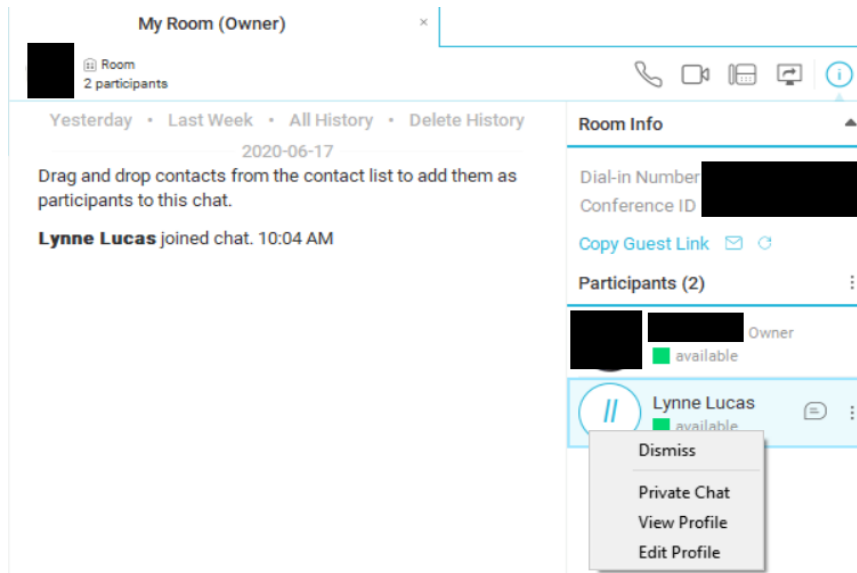 My Room (Owner) ×
Room
2 participants
Yesterday • Last Week • All History • Delete History
2020-06-17
Drag and drop contacts from the contact list to add them as
participants to this chat.
Lynne Lucas joined chat. 10:04 AM
Room Info
Dial-in Number
Conference ID
Copy Guest Link
Participants (2)
Owner
available
ll
Lynne Lucas
available
Dismiss
Private Chat
View Profile
Edit Profile